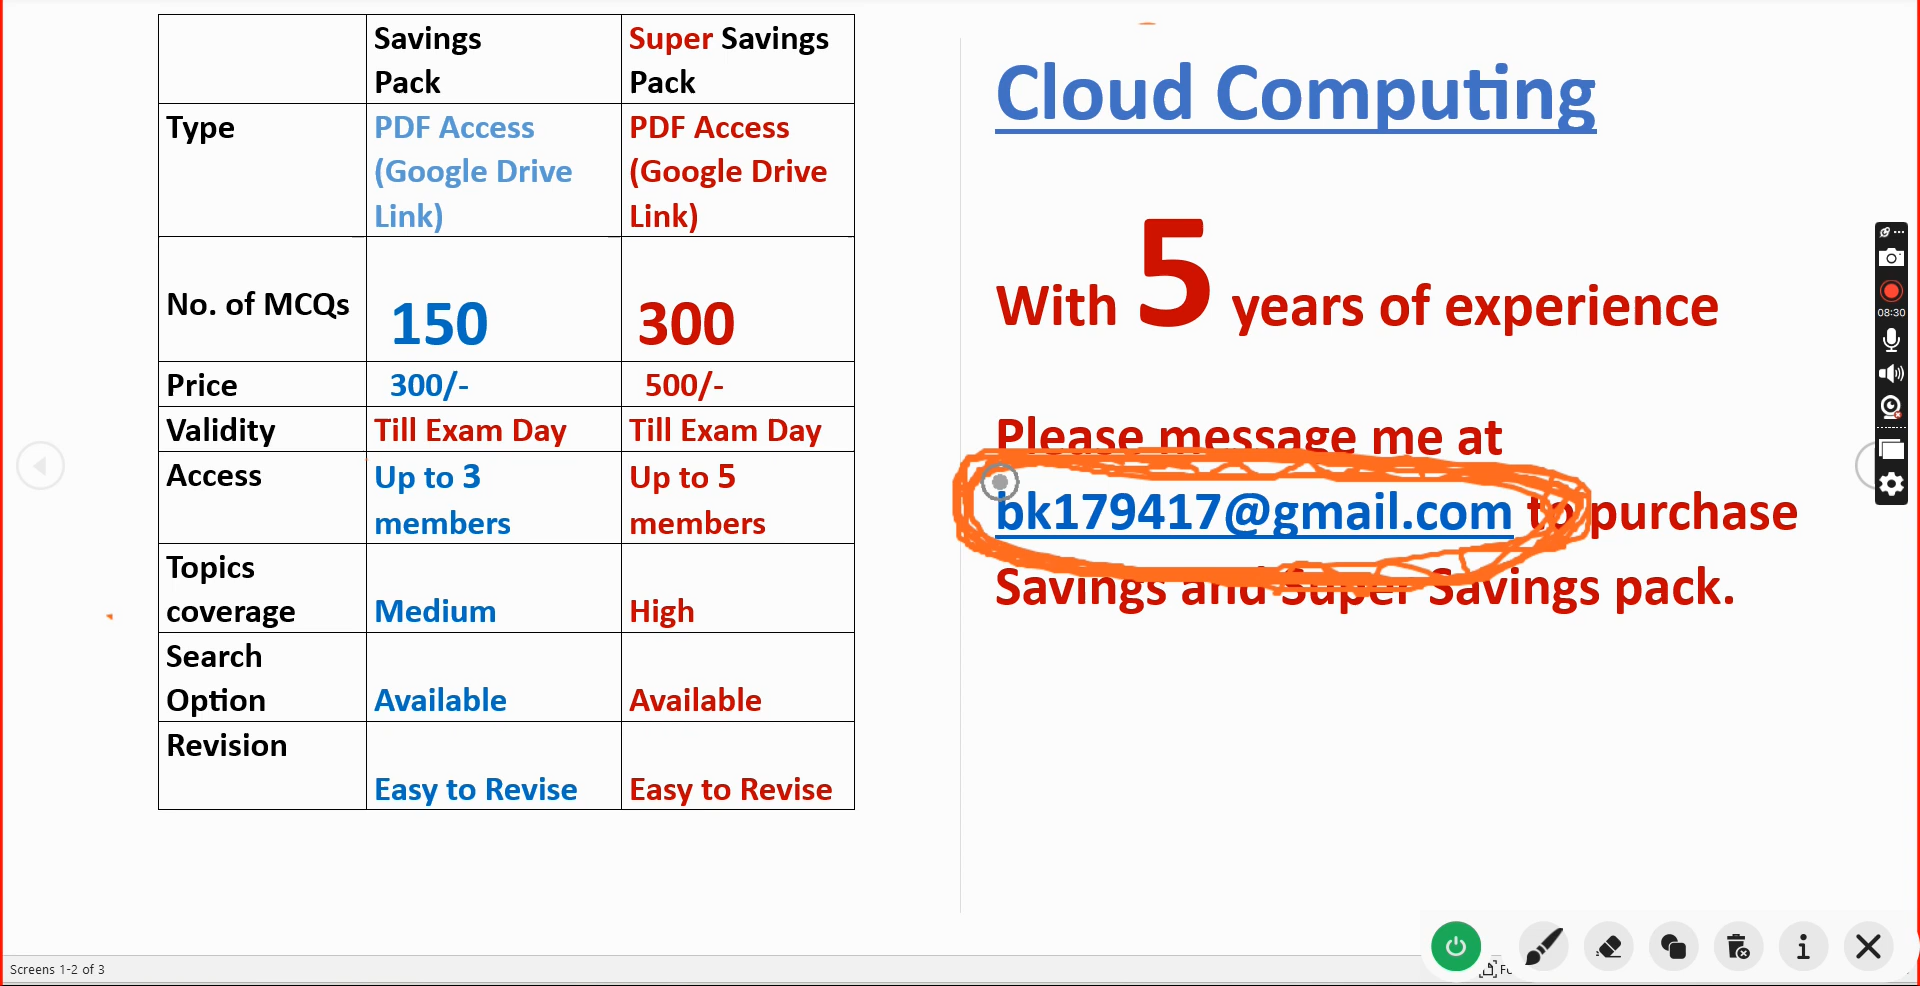 Savings
Pack
Super Savings
Pack
Type
PDF Access
(Google Drive
Link)
PDF Access
(Google Drive
Link)
No. of MCQs
150
300
Price
300/-
500/-
Validity
Till Exam Day
Till Exam Day
Access
Up to 3
members
Up to 5
members
Topics
coverage
Medium
High
Search
Option
Available
Available
Revision
Easy to Revise
Easy to Revise
Cloud Computing
With 5 years of experience
Please message me at
bk179417@gmail.com to purchase
Savings and Super Savings pack.
08:30
Screens 1-2 of 3